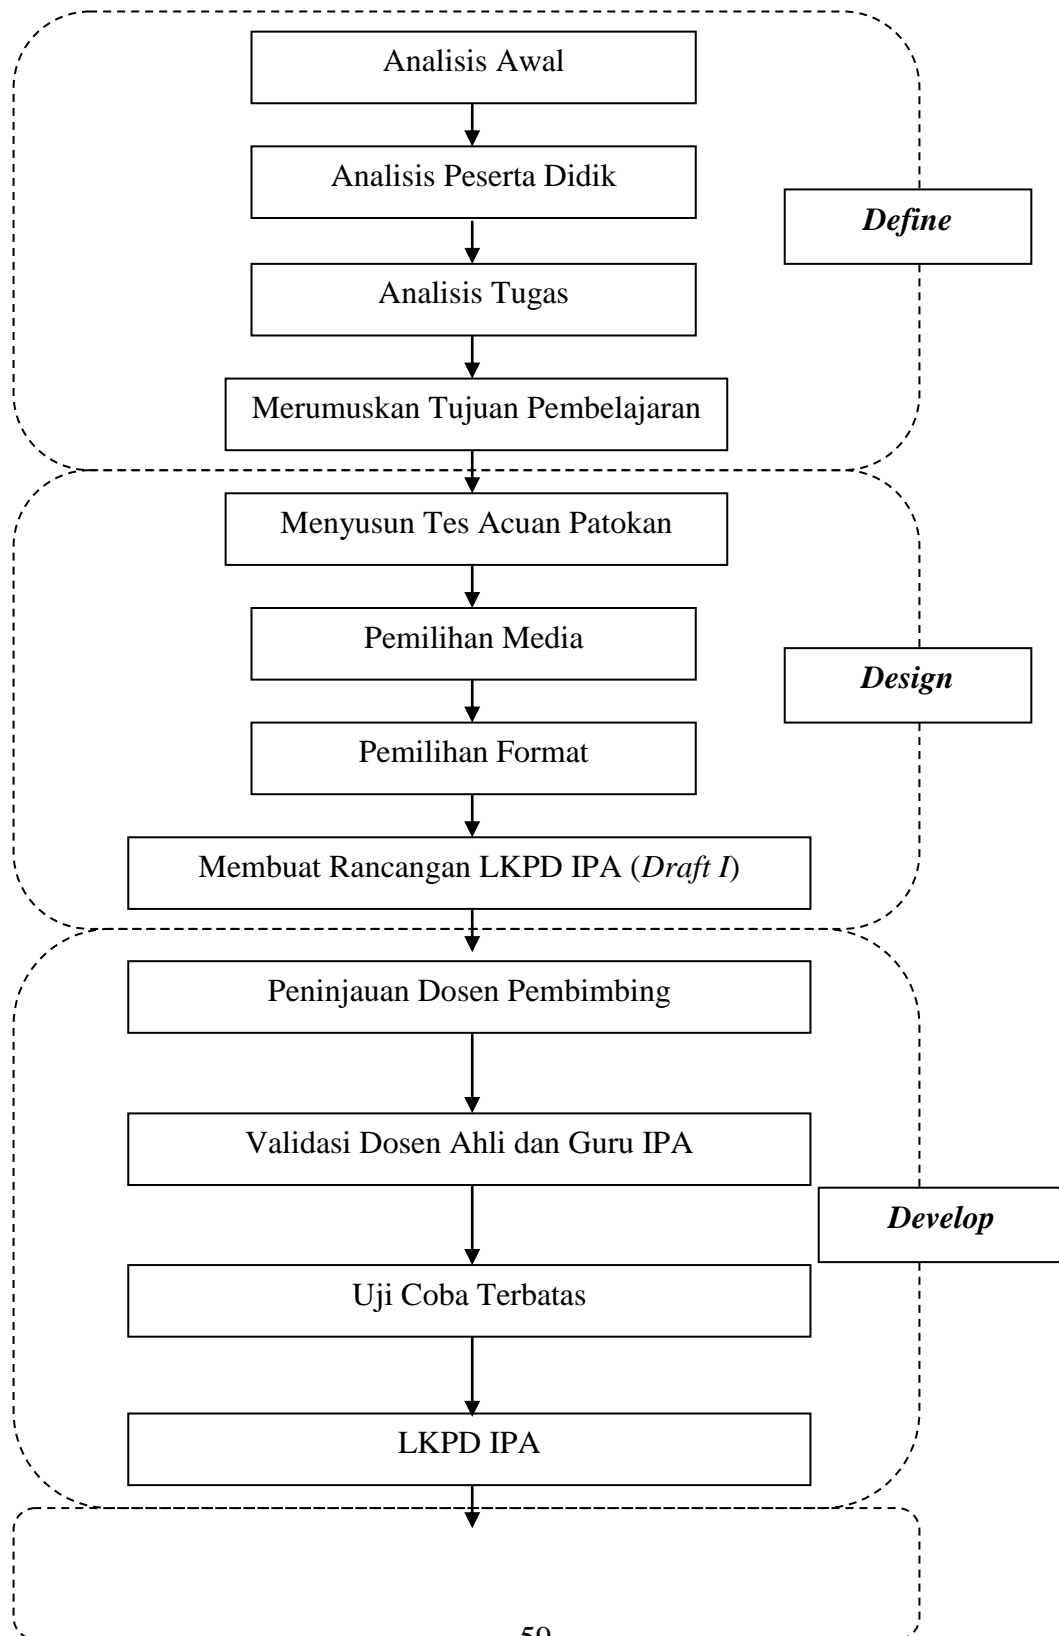 Analisis Awal
Analisis Peserta Didik
Define
Analisis Tugas
Merumuskan Tujuan Pembelajaran
Menyusun Tes Acuan Patokan
Pemilihan Media
Design
Pemilihan Format
Membuat Rancangan LKPD IPA (Draft I)
Peninjauan Dosen Pembimbing
Validasi Dosen Ahli dan Guru IPA
Develop
Uji Coba Terbatas
LKPD IPA